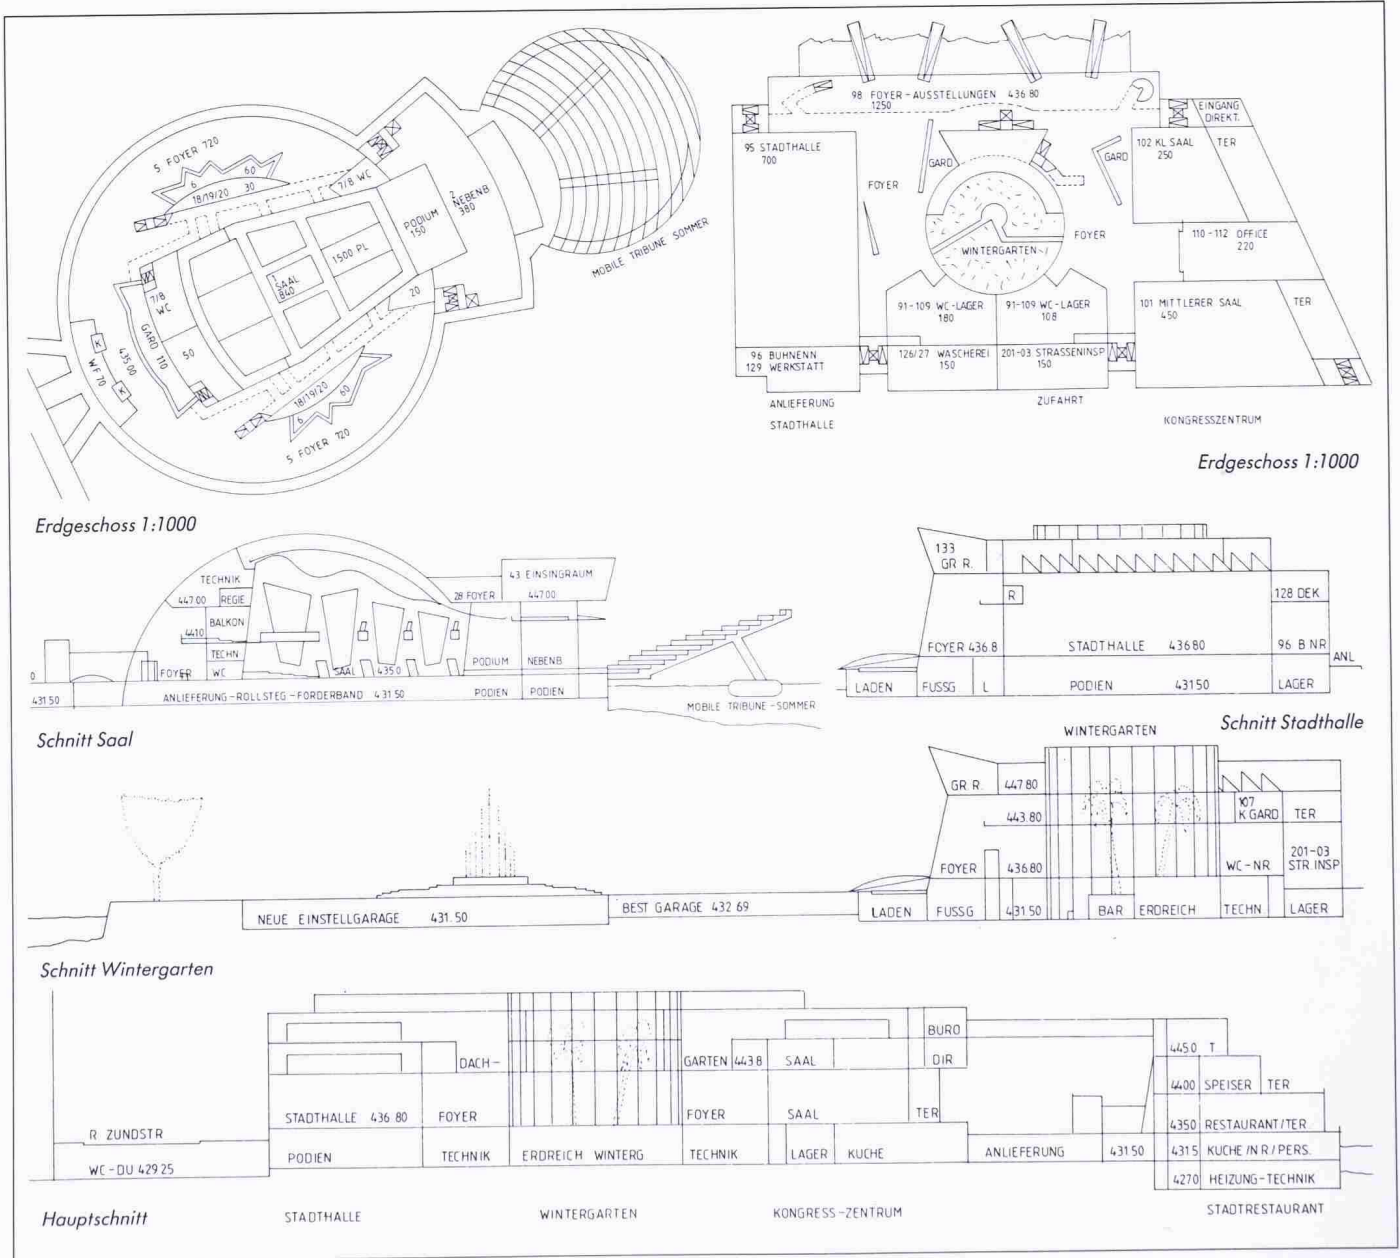 5 FOYER 720
6 60
18/19/20 30
7/8 WC
PODIUM
150
2
NEBENB
380
MOBILE TRIBUNE SOMMER
1500 PL
1
SAAL
840
20
7/8
WC
GARD 110
50
435.00
WF 70
K
K
18/19/20
6 60
5 FOYER 720
Erdgeschoss 1:1000
98 FOYER-AUSSTELLUNGEN 436 80
1250
EINGANG
DIREKT.
95 STADTHALLE
700
GARD
GARD
102 KL SAAL
250
TER
FOYER
FOYER
WINTERGARTEN
110-112 OFFICE
220
91-109 WC-LAGER
180
91-109 WC-LAGER
108
101 MITTLERER SAAL
450
TER
96 BUHNENN
129 WERKSTATT
126/27 WASCHEREI
150
201-03 STRASSENINSP
150
ANLIEFERUNG
STADTHALLE
ZUFAHRT
KONGRESSZENTRUM
Erdgeschoss 1:1000
TECHNIK
447.00 REGIE
BALKON
4410
TECHN
FOYER WC
SAAL 435.0
28 FOYER
43 EINSINGRAUM
447.00
PODIUM NEBENB
0
431.50
ANLIEFERUNG-ROLLSTEG-FORDERBAND 431.50
PODIEN PODIEN
MOBILE TRIBUNE-SOMMER
Schnitt Saal
133
GR R.
R
128 DEK
FOYER 436.8
STADTHALLE 436.80
96 B NR
ANL
LADEN FUSSG L PODIEN 431.50 LAGER
Schnitt Stadthalle
WINTERGARTEN
GR R. 447.80
443.80
107
K GARD TER
FOYER 436.80
WC-NR
201-03
STR.INSP
NEUE EINSTELLGARAGE 431.50
BEST GARAGE 432 69
LADEN FUSSG 431.50 BAR ERDREICH TECHN LAGER
Schnitt Wintergarten
BURO
DACH- GARTEN 443.8 SAAL DIR
445.0 T
440.0 SPEISER TER
STADTHALLE 436.80 FOYER FOYER SAAL TER
435.0 RESTAURANT/TER
R ZUNDSTR
WC-DU 429 25
PODIEN TECHNIK ERDREICH WINTERG TECHNIK LAGER KUCHE ANLIEFERUNG 431.50 431.5 KUCHE/N R/PERS.
427.0 HEIZUNG-TECHNIK
Hauptschnitt
STADTHALLE WINTERGARTEN KONGRESS-ZENTRUM STADTRESTAURANT